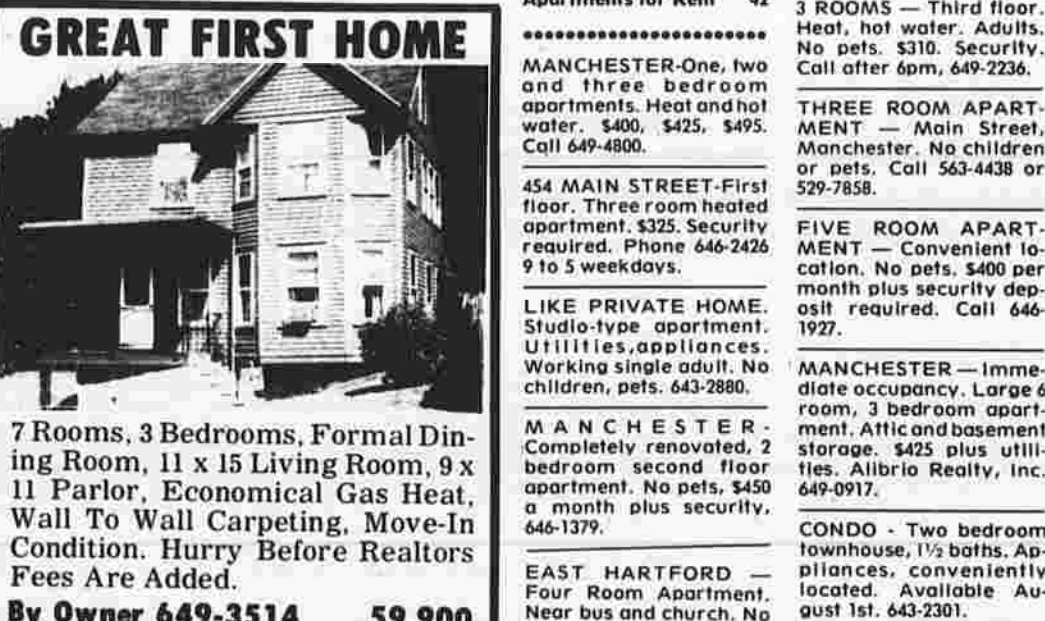 GREAT FIRST HOME
7 Rooms, 3 Bedrooms, Formal Din-
ing Room, 11 x 15 Living Room, 9 x
11 Parlor, Economical Gas Heat,
Wall To Wall Carpeting, Move-In
Condition. Hurry Before Realtors
Fees Are Added.
By Owner 649-3514 59,900
Apartments for Rent 42
MANCHESTER-One, two
and three bedroom
apartments. Heat and hot
water. $400, $425, $495.
Call 649-4800.
454 MAIN STREET-First
floor. Three room heated
apartment. $325. Security
required. Phone 646-2426
9 to 5 weekdays.
LIKE PRIVATE HOME.
Studio-type apartment.
Utilities,appliances.
Working single adult. No
children, pets. 643-2880.
MANCHESTER-
Completely renovated, 2
bedroom second floor
apartment. No pets, $450
a month plus security.
646-1379.
EAST HARTFORD —
Four Room Apartment.
Near bus and church. No
3 ROOMS — Third floor.
Heat, hot water. Adults.
No pets. $310. Security.
Call after 6pm, 649-2236.
THREE ROOM APART-
MENT — Main Street,
Manchester. No children
or pets. Call 563-4438 or
529-7858.
FIVE ROOM APART-
MENT — Convenient lo-
cation. No pets. $400 per
month plus security dep-
osit required. Call 646-
1927.
MANCHESTER — Imme-
diate occupancy. Large 6
room, 3 bedroom apart-
ment. Attic and basement
storage. $425 plus utili-
ties. Alibrio Realty, Inc.
649-0917.
CONDO - Two bedroom
townhouse, 1½ baths. Ap-
pliances, conveniently
located. Available Au-
gust 1st. 643-2301.